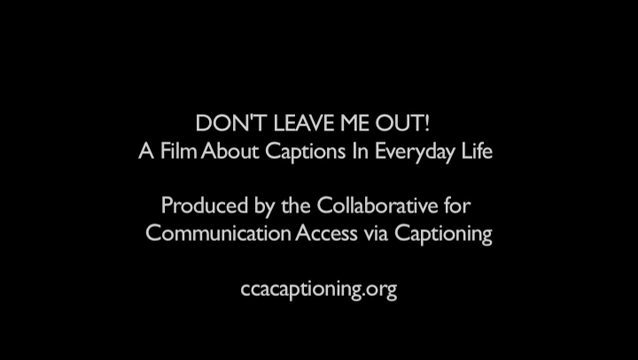 DON'T LEAVE ME OUT!
A Film About Captions In Everyday Life
Produced by the Collaborative for
Communication Access via Captioning
ccacaptioning.org